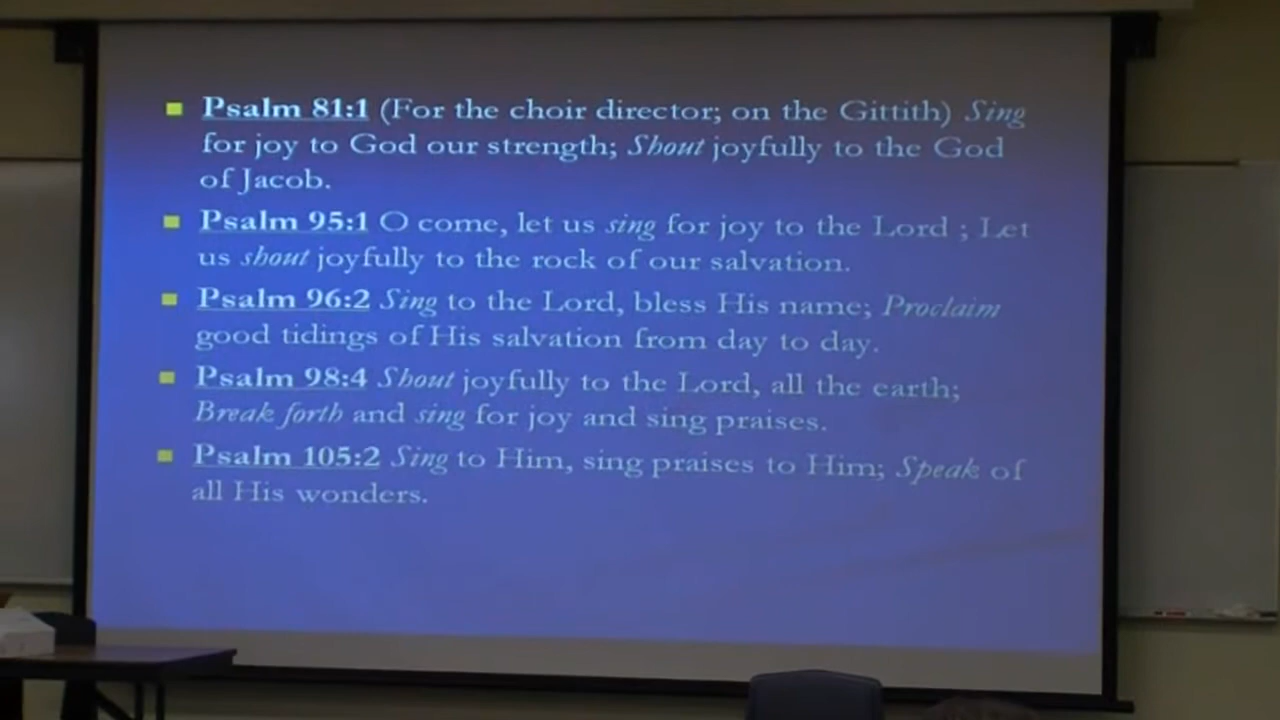 Psalm 81:1 (For the choir director; on the Gittith) Sing
for joy to God our strength; Shout joyfully to the God
of Jacob.
Psalm 95:1 O come, let us sing for joy to the Lord ; Let
us shout joyfully to the rock of our salvation.
Psalm 96:2 Sing to the Lord, bless His name; Proclaim
good tidings of His salvation from day to day.
Psalm 98:4 Shout joyfully to the Lord, all the earth;
Break forth and sing for joy and sing praises.
Psalm 105:2 Sing to Him, sing praises to Him; Speak of
all His wonders.